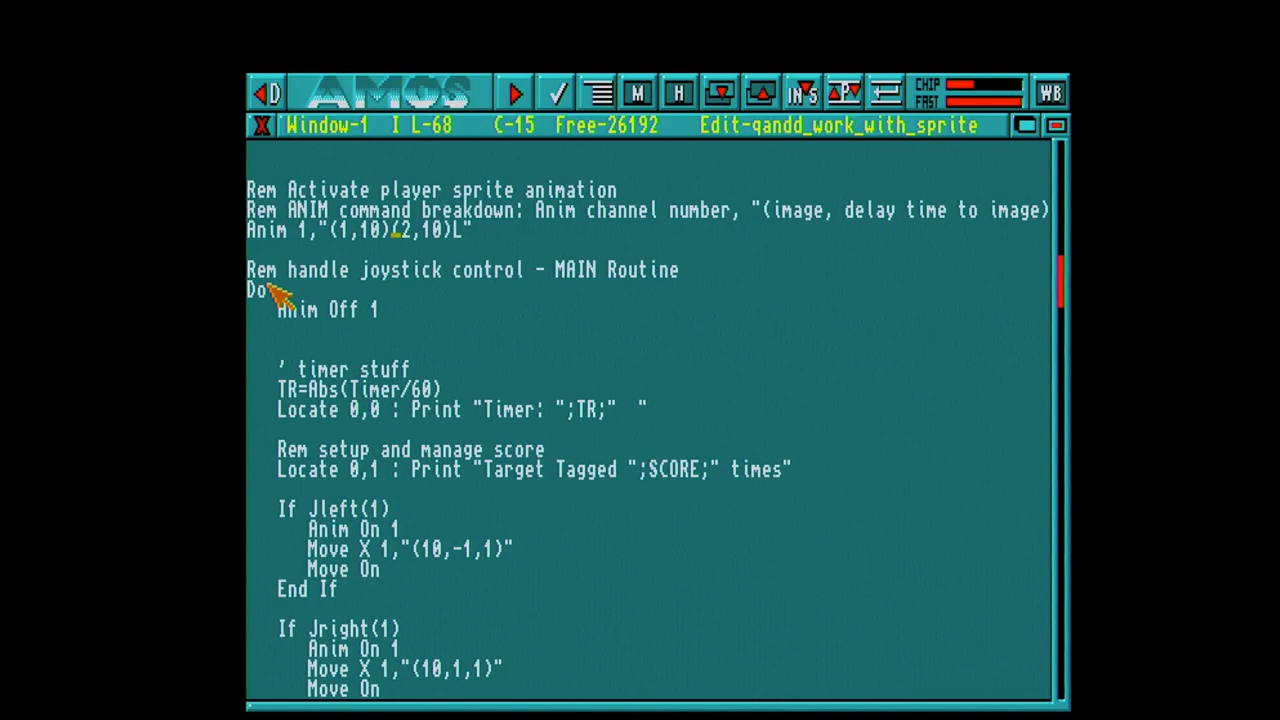 D AMOS M H INS P CHIP FAST WB
X Window-1 I L-68 C-15 Free-26192 Edit-qandd_work_with_sprite
Rem Activate player sprite animation
Rem ANIM command breakdown: Anim channel number, "(image, delay time to image)
Anim 1,"(1,10)(2,10)L"
Rem handle joystick control - MAIN Routine
Do
Anim Off 1
' timer stuff
TR=Abs(Timer/60)
Locate 0,0 : Print "Timer: ";TR;"  "
Rem setup and manage score
Locate 0,1 : Print "Target Tagged ";SCORE;" times"
If Jleft(1)
Anim On 1
Move X 1,"(10,-1,1)"
Move On
End If
If Jright(1)
Anim On 1
Move X 1,"(10,1,1)"
Move On